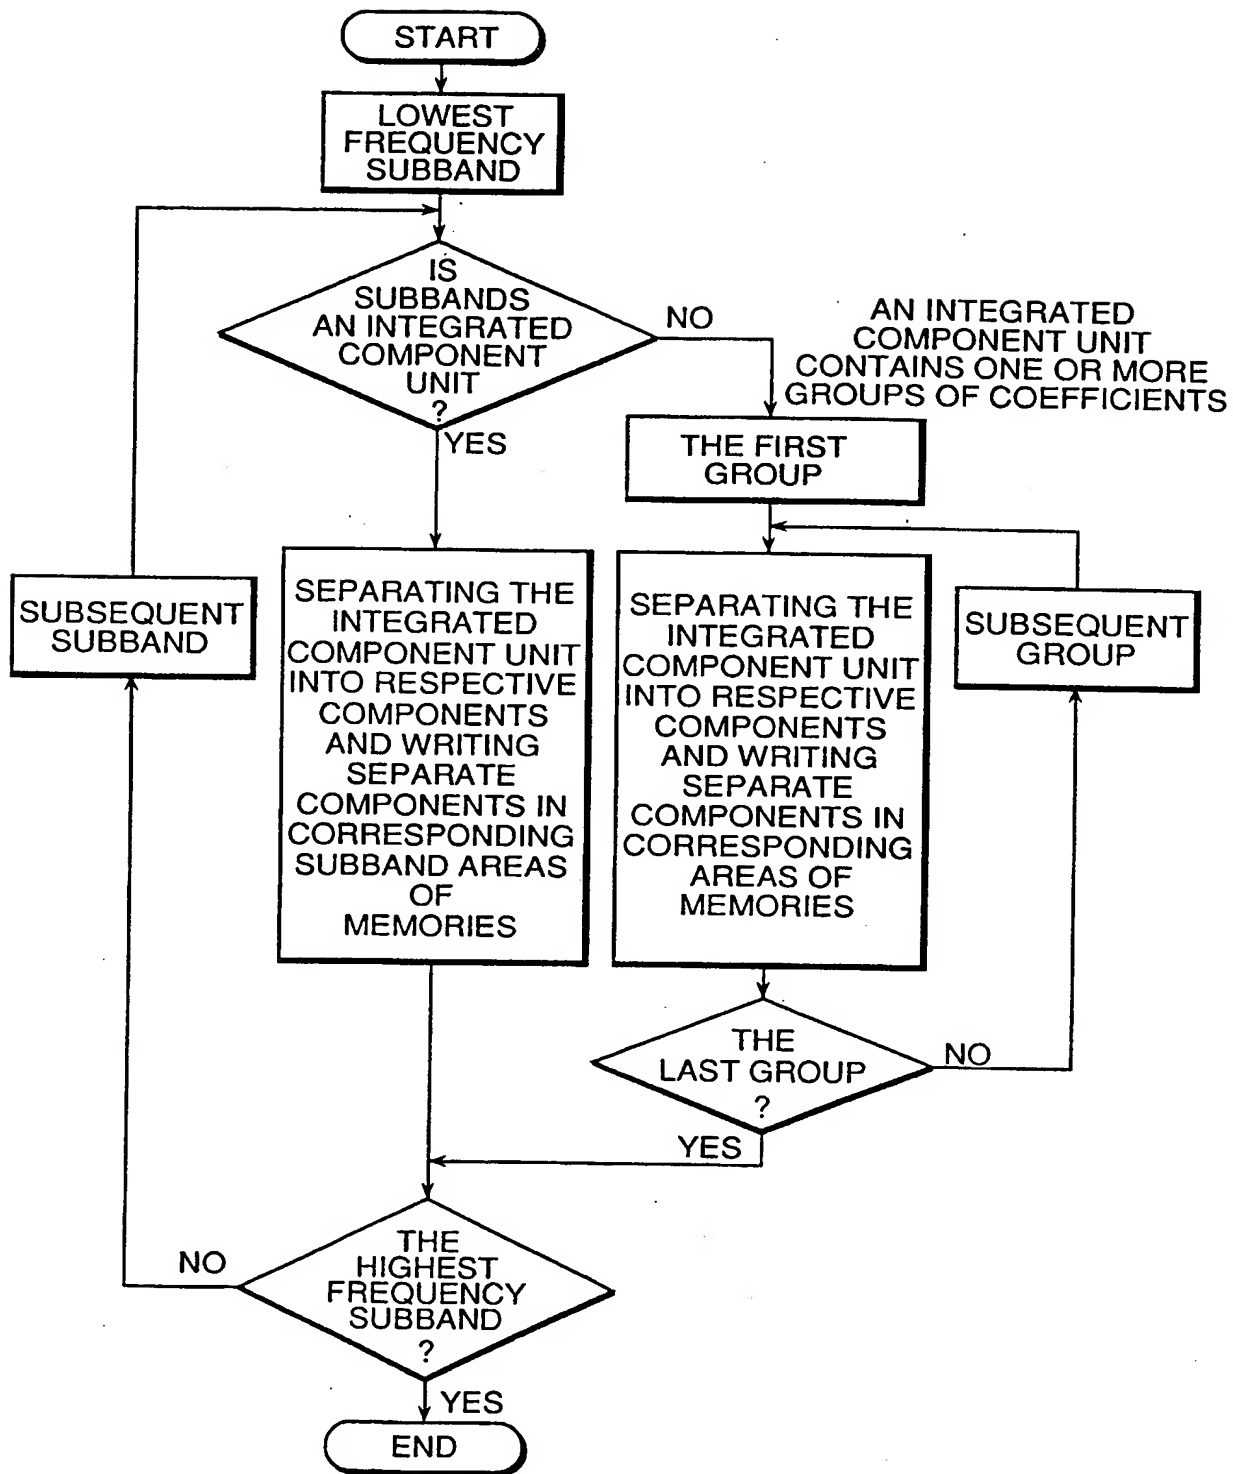 START
LOWEST
FREQUENCY
SUBBAND
IS
SUBBANDS
AN INTEGRATED
COMPONENT
UNIT
?
NO
YES
AN INTEGRATED
COMPONENT UNIT
CONTAINS ONE OR MORE
GROUPS OF COEFFICIENTS
THE FIRST
GROUP
SUBSEQUENT
SUBBAND
SEPARATING THE
INTEGRATED
COMPONENT UNIT
INTO RESPECTIVE
COMPONENTS
AND WRITING
SEPARATE
COMPONENTS IN
CORRESPONDING
SUBBAND AREAS
OF
MEMORIES
SEPARATING THE
INTEGRATED
COMPONENT UNIT
INTO RESPECTIVE
COMPONENTS
AND WRITING
SEPARATE
COMPONENTS IN
CORRESPONDING
AREAS OF
MEMORIES
SUBSEQUENT
GROUP
THE
LAST GROUP
?
NO
YES
THE
HIGHEST
FREQUENCY
SUBBAND
?
NO
YES
END